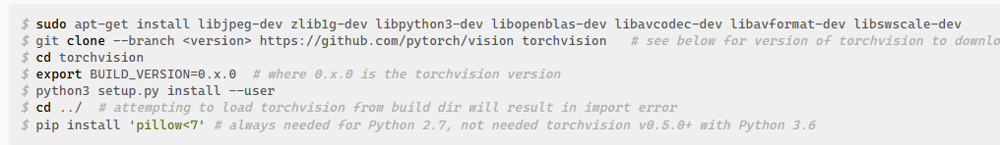 $ sudo apt-get install libjpeg-dev zlib1g-dev libpython3-dev libopenblas-dev libavcodec-dev libavformat-dev libswscale-dev
$ git clone --branch <version> https://github.com/pytorch/vision torchvision   # see below for version of torchvision to downlo
$ cd torchvision
$ export BUILD_VERSION=0.x.0  # where 0.x.0 is the torchvision version
$ python3 setup.py install --user
$ cd ../  # attempting to load torchvision from build dir will result in import error
$ pip install 'pillow<7' # always needed for Python 2.7, not needed torchvision v0.5.0+ with Python 3.6